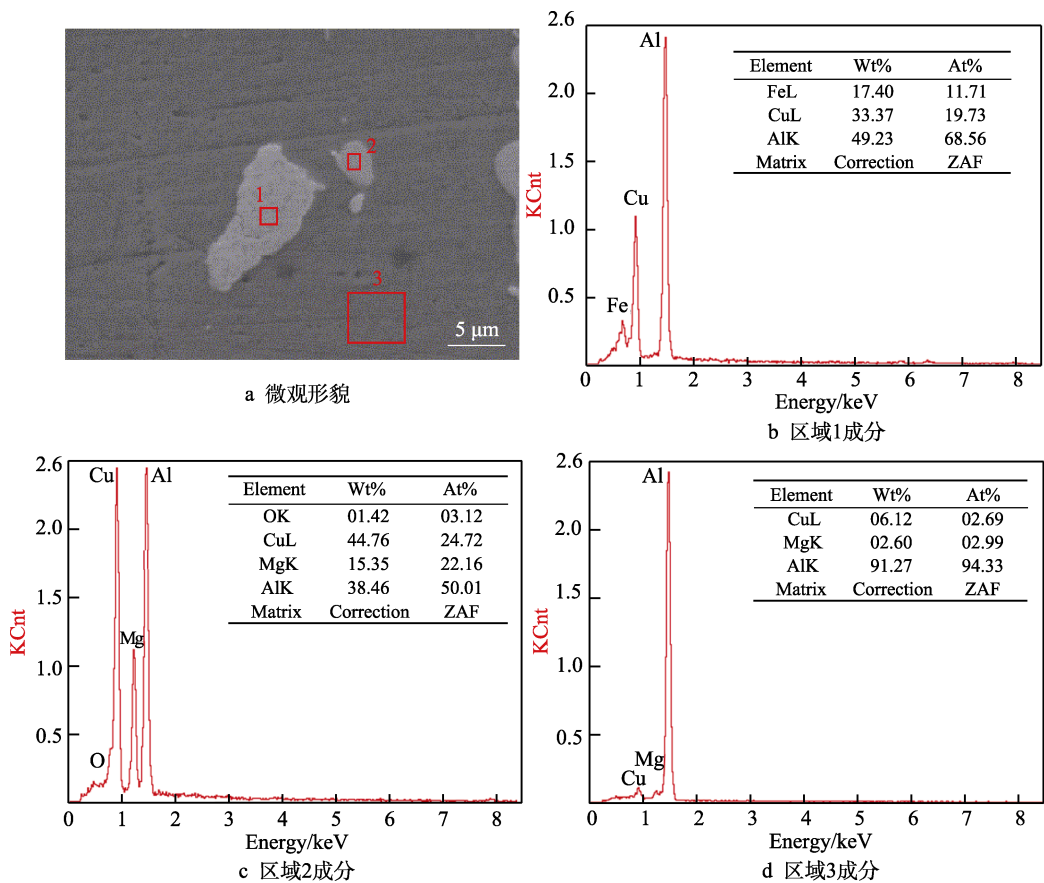 1
2
3
5 μm
a 微观形貌
2.6
2.0
1.5
1.0
0.5
KCnt
Al
Cu
Fe
Element Wt% At%
FeL 17.40 11.71
CuL 33.37 19.73
AlK 49.23 68.56
Matrix Correction ZAF
0 1 2 3 4 5 6 7 8
Energy/keV
b 区域1成分
2.6
2.0
1.5
1.0
0.5
KCnt
Cu
Al
Mg
O
Element Wt% At%
OK 01.42 03.12
CuL 44.76 24.72
MgK 15.35 22.16
AlK 38.46 50.01
Matrix Correction ZAF
0 1 2 3 4 5 6 7 8
Energy/keV
c 区域2成分
2.6
2.0
1.5
1.0
0.5
KCnt
Al
Mg
Cu
Element Wt% At%
CuL 06.12 02.69
MgK 02.60 02.99
AlK 91.27 94.33
Matrix Correction ZAF
0 1 2 3 4 5 6 7 8
Energy/keV
d 区域3成分